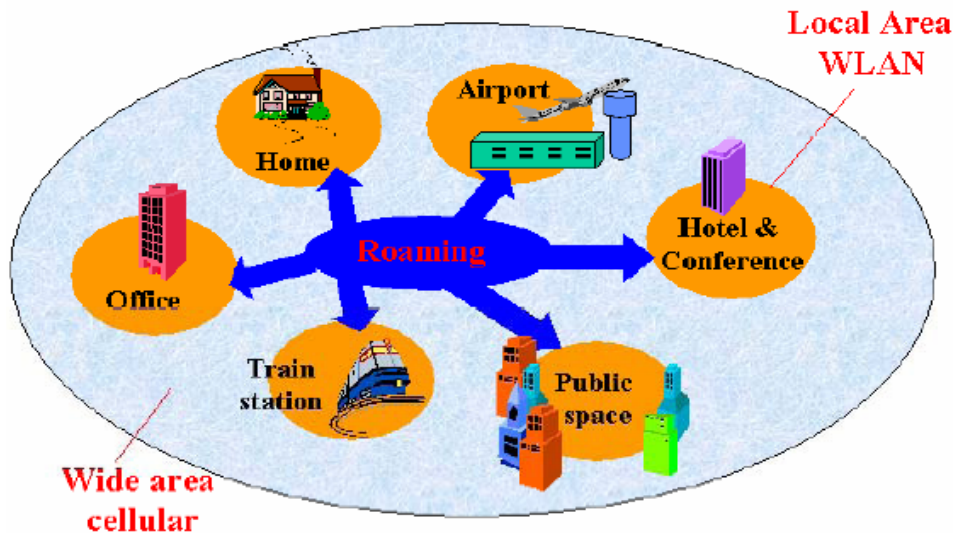 Local Area
WLAN
Airport
Home
Hotel &
Conference
Roaming
Office
Train
station
Public
space
Wide area
cellular